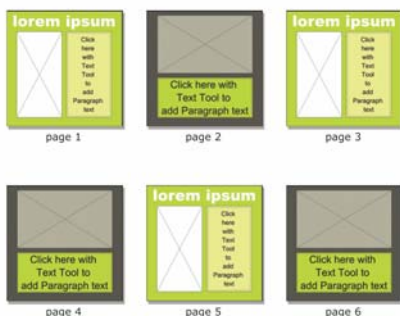 lorem ipsum
Click
here
with
Text
Tool
to
add
Paragraph
text
page 1
Click here with
Text Tool to
add Paragraph text
page 2
lorem ipsum
Click
here
with
Text
Tool
to
add
Paragraph
text
page 3
Click here with
Text Tool to
add Paragraph text
page 4
lorem ipsum
Click
here
with
Text
Tool
to
add
Paragraph
text
page 5
Click here with
Text Tool to
add Paragraph text
page 6